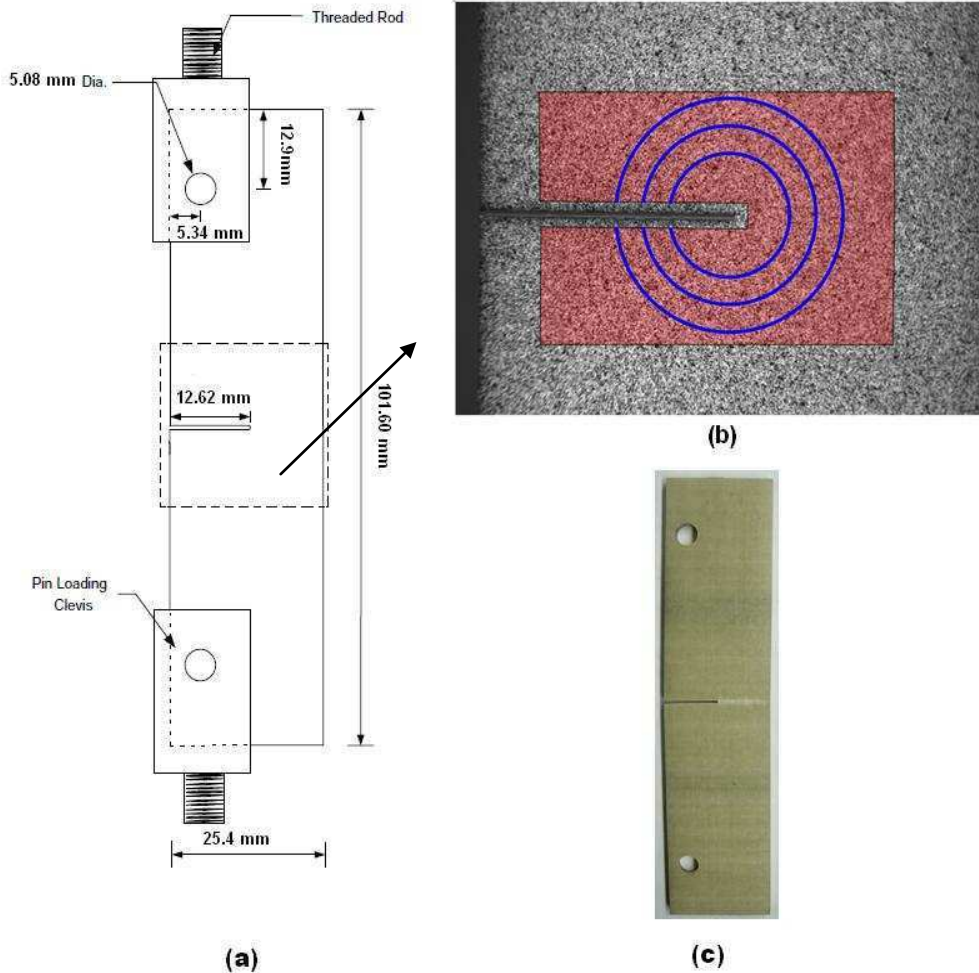 Threaded Rod
5.08 mm Dia.
12.9mm
5.34 mm
12.62 mm
101.60 mm
(b)
Pin Loading
Clevis
25.4 mm
(a)
(c)